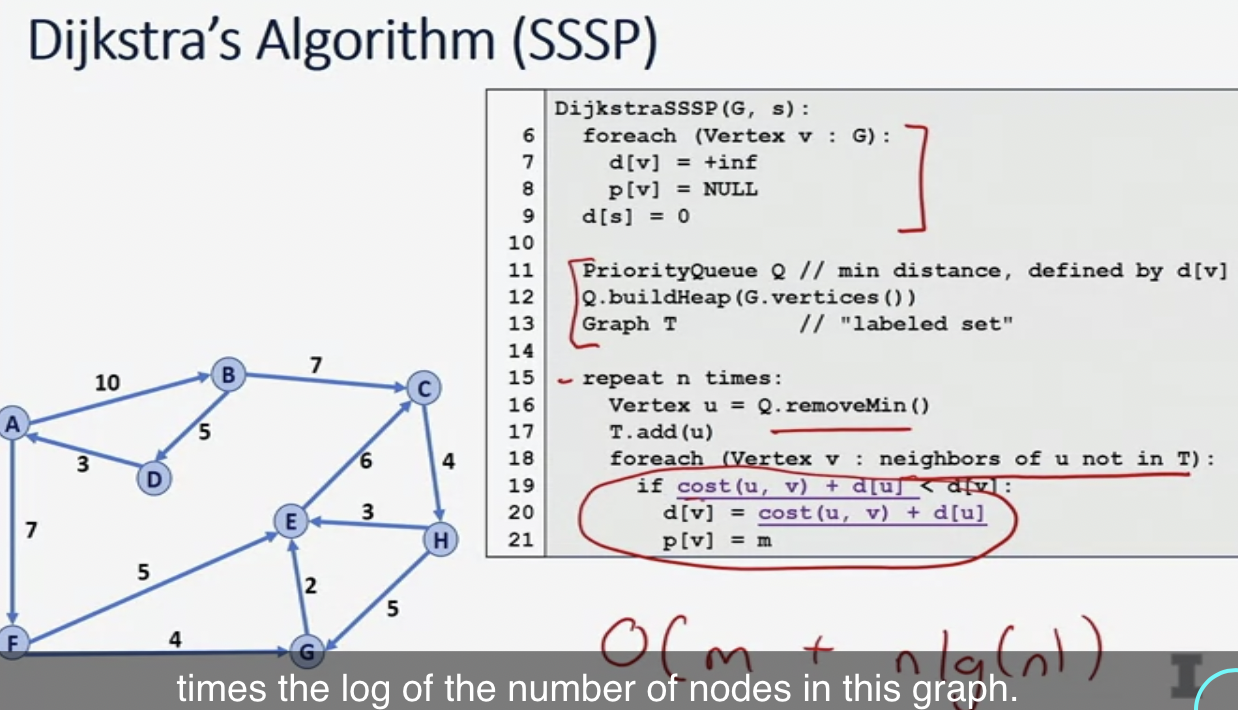 Dijkstra's Algorithm (SSSP)
DijkstraSSSP(G, s):
6 foreach (Vertex v : G):
7 d[v] = +inf
8 p[v] = NULL
9 d[s] = 0
10
11 PriorityQueue Q // min distance, defined by d[v]
12 Q.buildHeap(G.vertices())
13 Graph T // "labeled set"
14
15 repeat n times:
16 Vertex u = Q.removeMin()
17 T.add(u)
18 foreach (Vertex v : neighbors of u not in T):
19 if cost(u, v) + d[u] < d[v]:
20 d[v] = cost(u, v) + d[u]
21 p[v] = m
B
7
C
10
A
5
3
D
6
4
7
E
3
H
5
2
5
F
4
G
O(m + n lg(n))
I
times the log of the number of nodes in this graph.